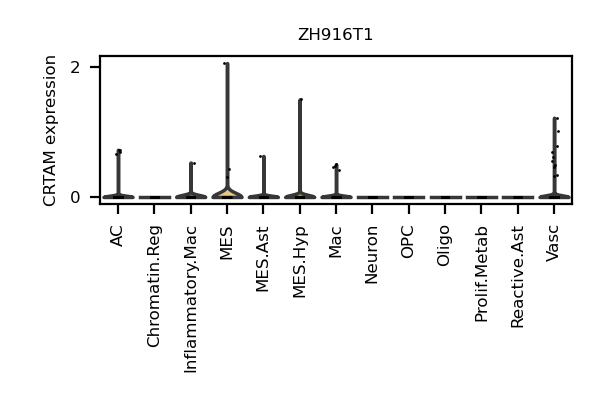 ZH916T1
CRTAM expression
2
0
AC
Chromatin.Reg
Inflammatory.Mac
MES
MES.Ast
MES.Hyp
Mac
Neuron
OPC
Oligo
Prolif.Metab
Reactive.Ast
Vasc